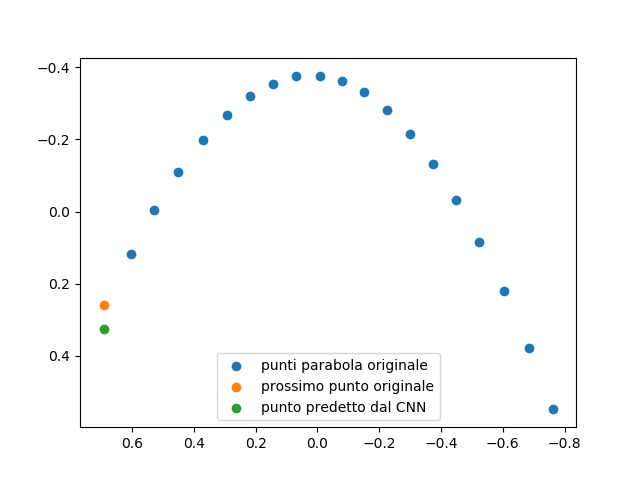 −0.4
−0.2
0.0
0.2
0.4
punti parabola originale
prossimo punto originale
punto predetto dal CNN
0.6 0.4 0.2 0.0 −0.2 −0.4 −0.6 −0.8